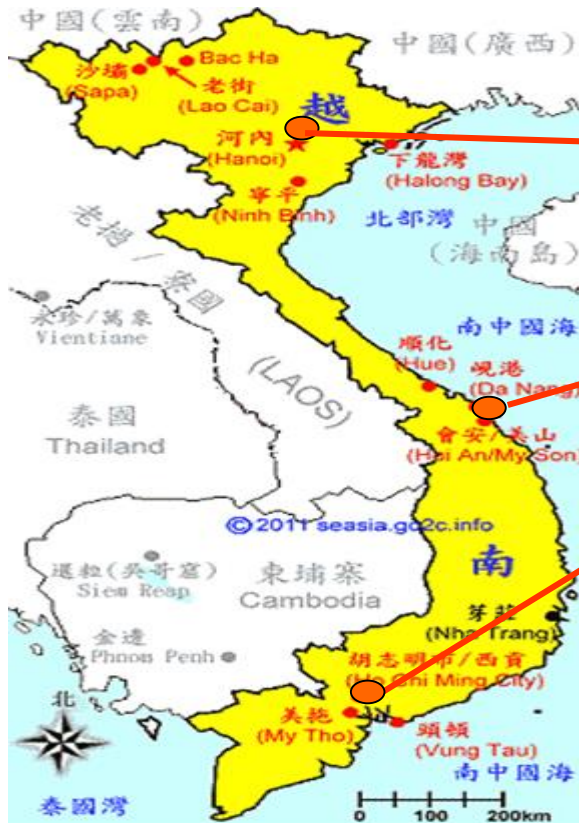 中國(雲南)
中國(廣西)
Bac Ha
沙壩
(Sapa)
老街
(Lao Cai)
越
河內
(Hanoi)
下龍灣
(Halong Bay)
寧平
(Ninh Binh)
北部灣
中國
(海南島)
老撾 / 寮國
(LAOS)
永珍/萬象
Vientiane
南中國海
順化
(Hue)
峴港
(Da Nang)
泰國
Thailand
會安/美山
(Hoi An/My Son)
© 2011 seasia.go2c.info
暹粒(吳哥窟)
Siem Reap
柬埔寨
Cambodia
南
芽莊
(Nha Trang)
金邊
Phnom Penh
胡志明市/西貢
(Ho Chi Ming City)
北
美拖
(My Tho)
頭頓
(Vung Tau)
南中國海
泰國灣
0 100 200km